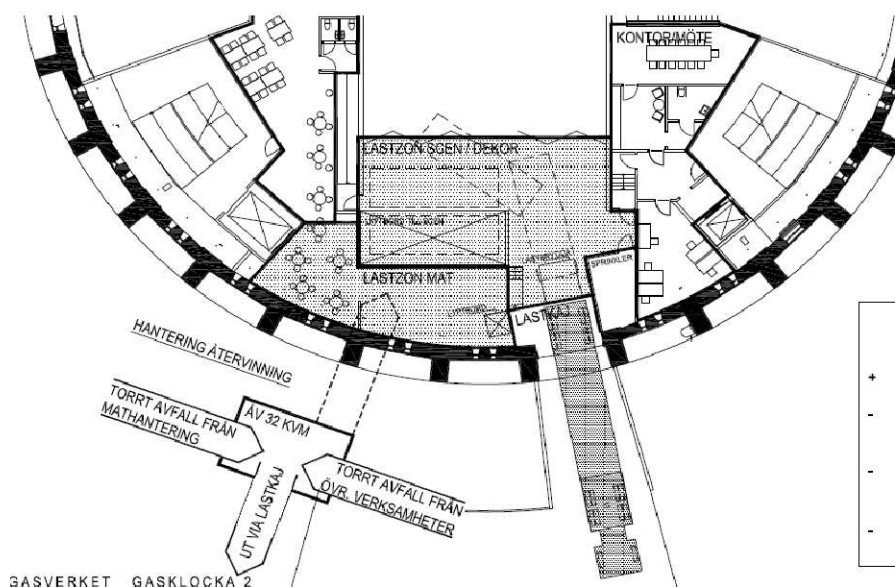 KONTOR/MÖTE
LASTZON SCEN / DEKOR
SPRINKLER
LASTZON MAT
LASTKAJ
HANTERING ÅTERVINNING
TORRT AVFALL FRÅN
MATHANTERING
ÅV 32 KVM
TORRT AVFALL FRÅN
ÖVR. VERKSAMHETER
UT VIA LASTKAJ
+
-
-
-
GASVERKET GASKLOCKA 2